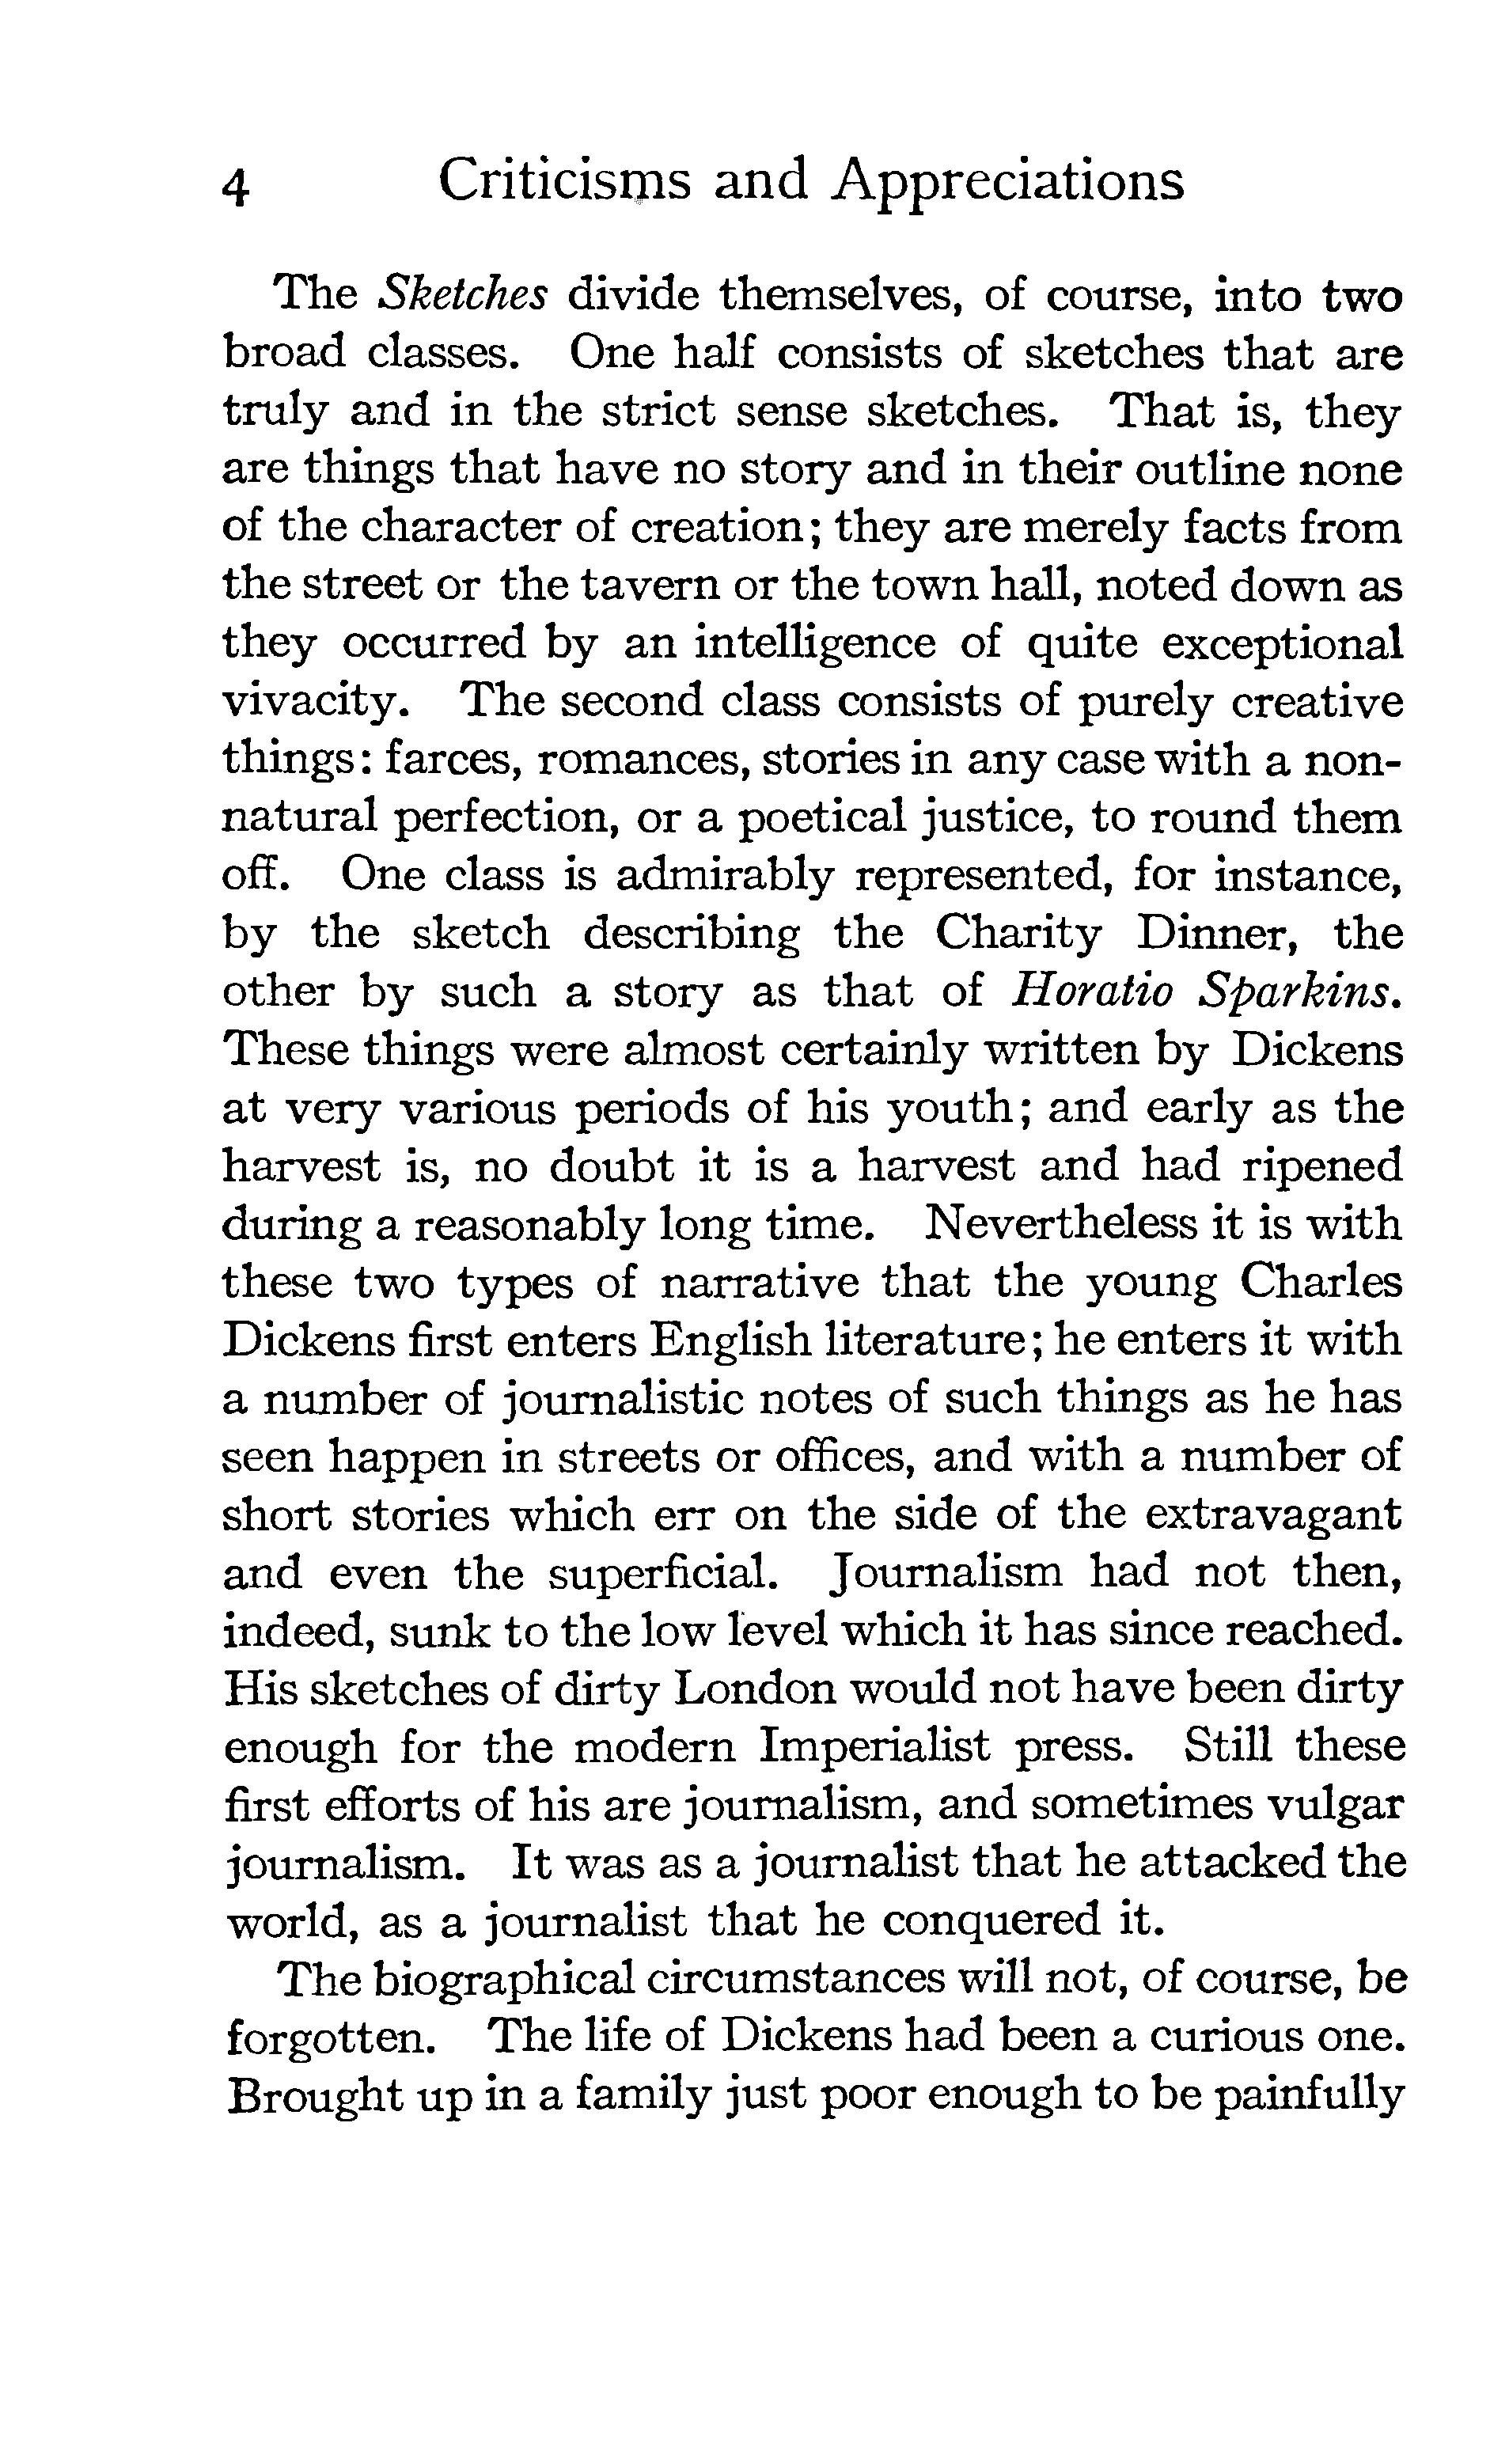 4 Criticisms and Appreciations
The Sketches divide themselves, of course, into two
broad classes. One half consists of sketches that are
truly and in the strict sense sketches. That is, they
are things that have no story and in their outline none
of the character of creation; they are merely facts from
the street or the tavern or the town hall, noted down as
they occurred by an intelligence of quite exceptional
vivacity. The second class consists of purely creative
things: farces, romances, stories in any case with a non-
natural perfection, or a poetical justice, to round them
off. One class is admirably represented, for instance,
by the sketch describing the Charity Dinner, the
other by such a story as that of Horatio Sparkins.
These things were almost certainly written by Dickens
at very various periods of his youth; and early as the
harvest is, no doubt it is a harvest and had ripened
during a reasonably long time. Nevertheless it is with
these two types of narrative that the young Charles
Dickens first enters English literature; he enters it with
a number of journalistic notes of such things as he has
seen happen in streets or offices, and with a number of
short stories which err on the side of the extravagant
and even the superficial. Journalism had not then,
indeed, sunk to the low level which it has since reached.
His sketches of dirty London would not have been dirty
enough for the modern Imperialist press. Still these
first efforts of his are journalism, and sometimes vulgar
journalism. It was as a journalist that he attacked the
world, as a journalist that he conquered it.
The biographical circumstances will not, of course, be
forgotten. The life of Dickens had been a curious one.
Brought up in a family just poor enough to be painfully